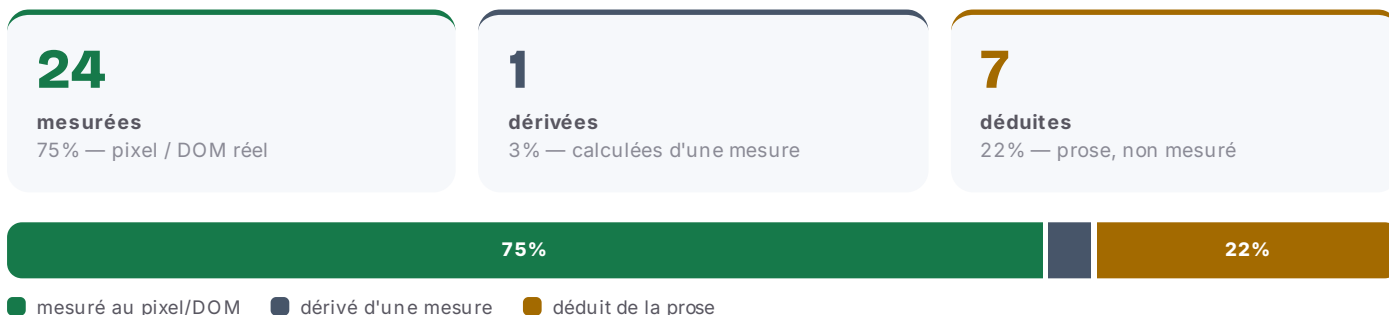 24
mesurées
75% — pixel / DOM réel
1
dérivées
3% — calculées d'une mesure
7
déduites
22% — prose, non mesuré
75%
22%
mesuré au pixel/DOM
dérivé d'une mesure
déduit de la prose